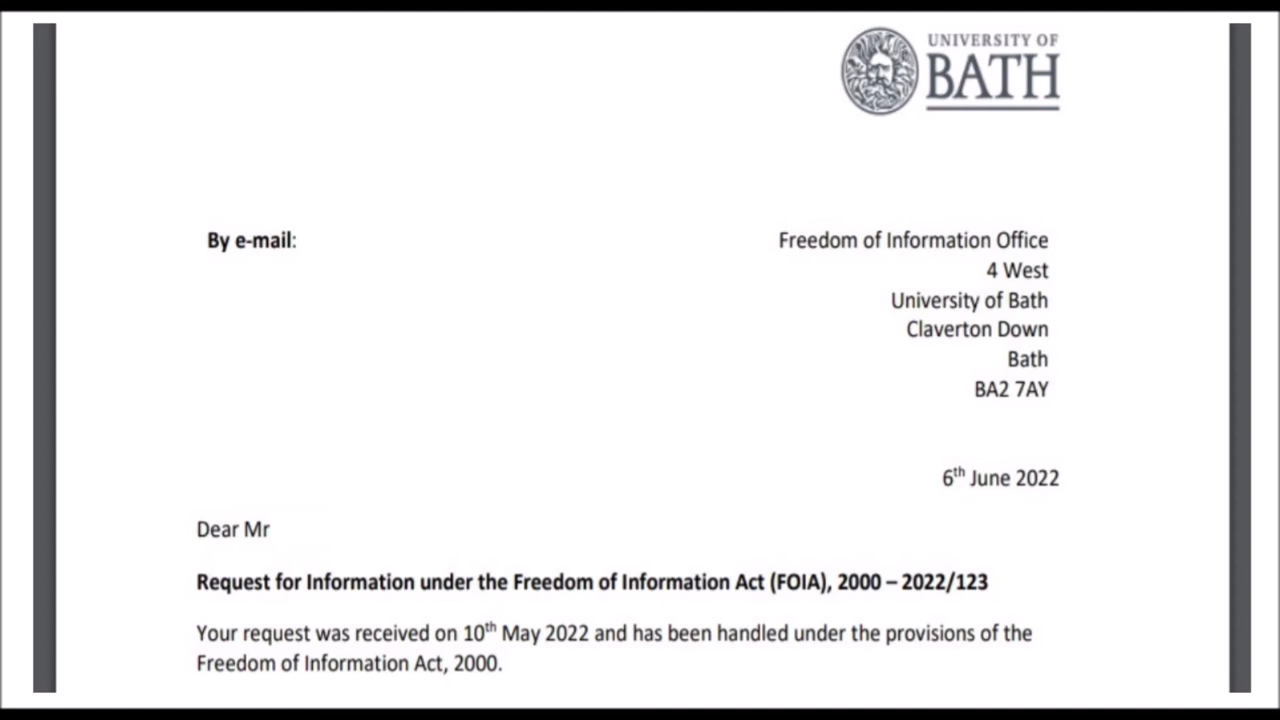 UNIVERSITY OF
BATH
By e-mail:
Freedom of Information Office
4 West
University of Bath
Claverton Down
Bath
BA2 7AY
6th June 2022
Dear Mr
Request for Information under the Freedom of Information Act (FOIA), 2000 – 2022/123
Your request was received on 10th May 2022 and has been handled under the provisions of the
Freedom of Information Act, 2000.